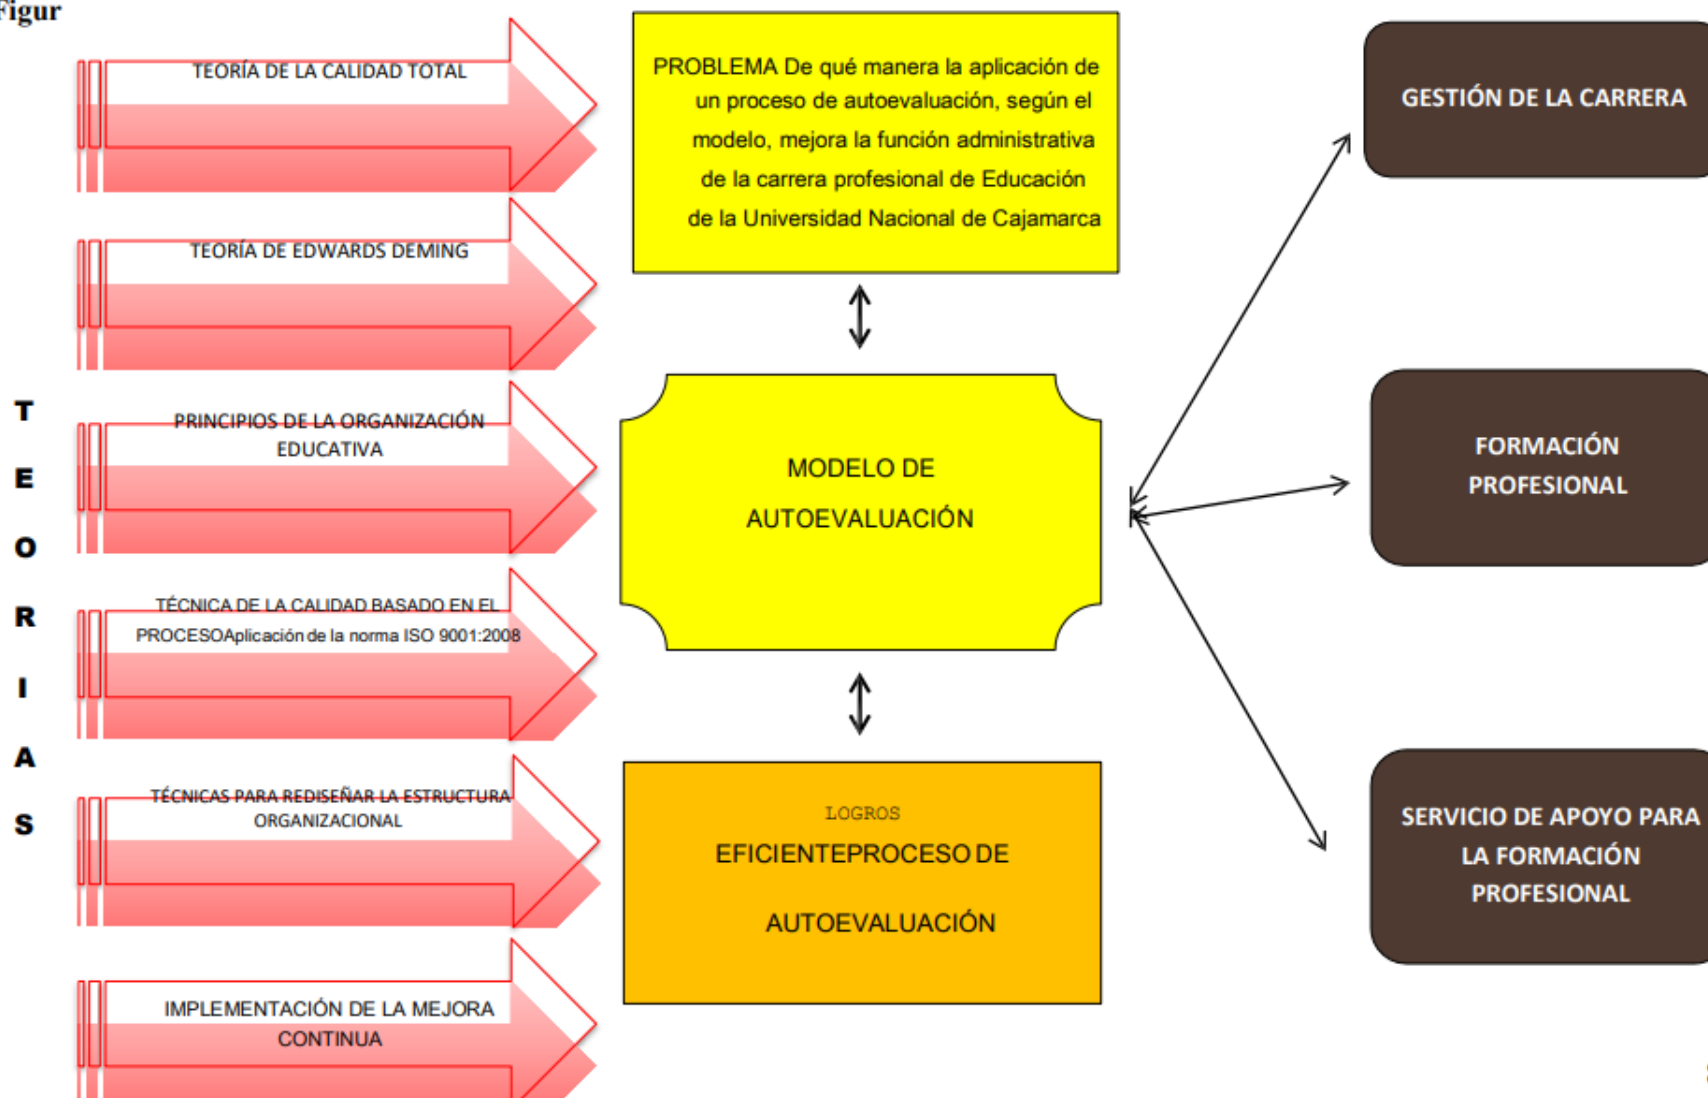 Figur
TEORÍAS
TEORÍA DE LA CALIDAD TOTAL
TEORÍA DE EDWARDS DEMING
PRINCIPIOS DE LA ORGANIZACIÓN
EDUCATIVA
TÉCNICA DE LA CALIDAD BASADO EN EL
PROCESOAplicación de la norma ISO 9001:2008
TÉCNICAS PARA REDISEÑAR LA ESTRUCTURA
ORGANIZACIONAL
IMPLEMENTACIÓN DE LA MEJORA
CONTINUA
PROBLEMA De qué manera la aplicación de
un proceso de autoevaluación, según el
modelo, mejora la función administrativa
de la carrera profesional de Educación
de la Universidad Nacional de Cajamarca
MODELO DE
AUTOEVALUACIÓN
LOGROS
EFICIENTEPROCESO DE
AUTOEVALUACIÓN
GESTIÓN DE LA CARRERA
FORMACIÓN
PROFESIONAL
SERVICIO DE APOYO PARA
LA FORMACIÓN
PROFESIONAL